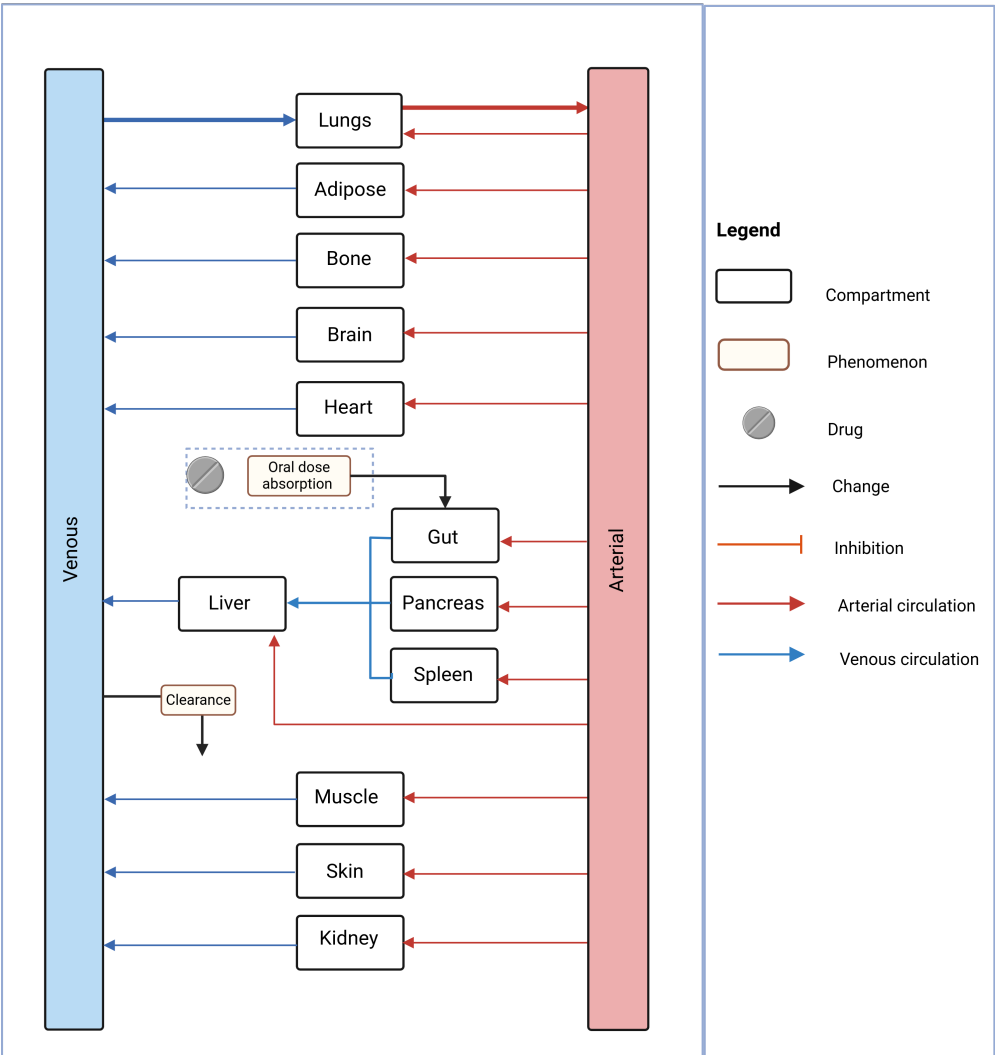 Lungs
Adipose
Bone
Brain
Heart
Oral dose
absorption
Gut
Venous
Arterial
Liver
Pancreas
Spleen
Clearance
Muscle
Skin
Kidney
Legend
Compartment
Phenomenon
Drug
Change
Inhibition
Arterial circulation
Venous circulation